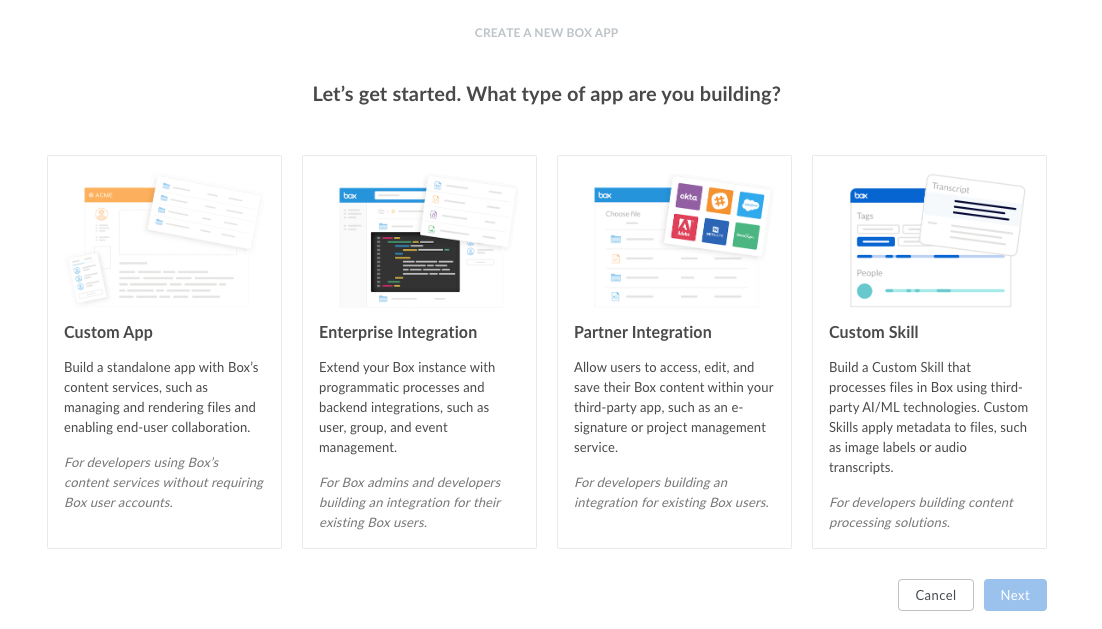 CREATE A NEW BOX APP
Let's get started. What type of app are you building?
ACME
box
box
Choose file
okta
Adobe
box
Transcript
Tags
People
Custom App
Build a standalone app with Box's
content services, such as
managing and rendering files and
enabling end-user collaboration.
For developers using Box's
content services without requiring
Box user accounts.
Enterprise Integration
Extend your Box instance with
programmatic processes and
backend integrations, such as
user, group, and event
management.
For Box admins and developers
building an integration for their
existing Box users.
Partner Integration
Allow users to access, edit, and
save their Box content within your
third-party app, such as an e-
signature or project management
service.
For developers building an
integration for existing Box users.
Custom Skill
Build a Custom Skill that
processes files in Box using third-
party AI/ML technologies. Custom
Skills apply metadata to files, such
as image labels or audio
transcripts.
For developers building content
processing solutions.
Cancel
Next